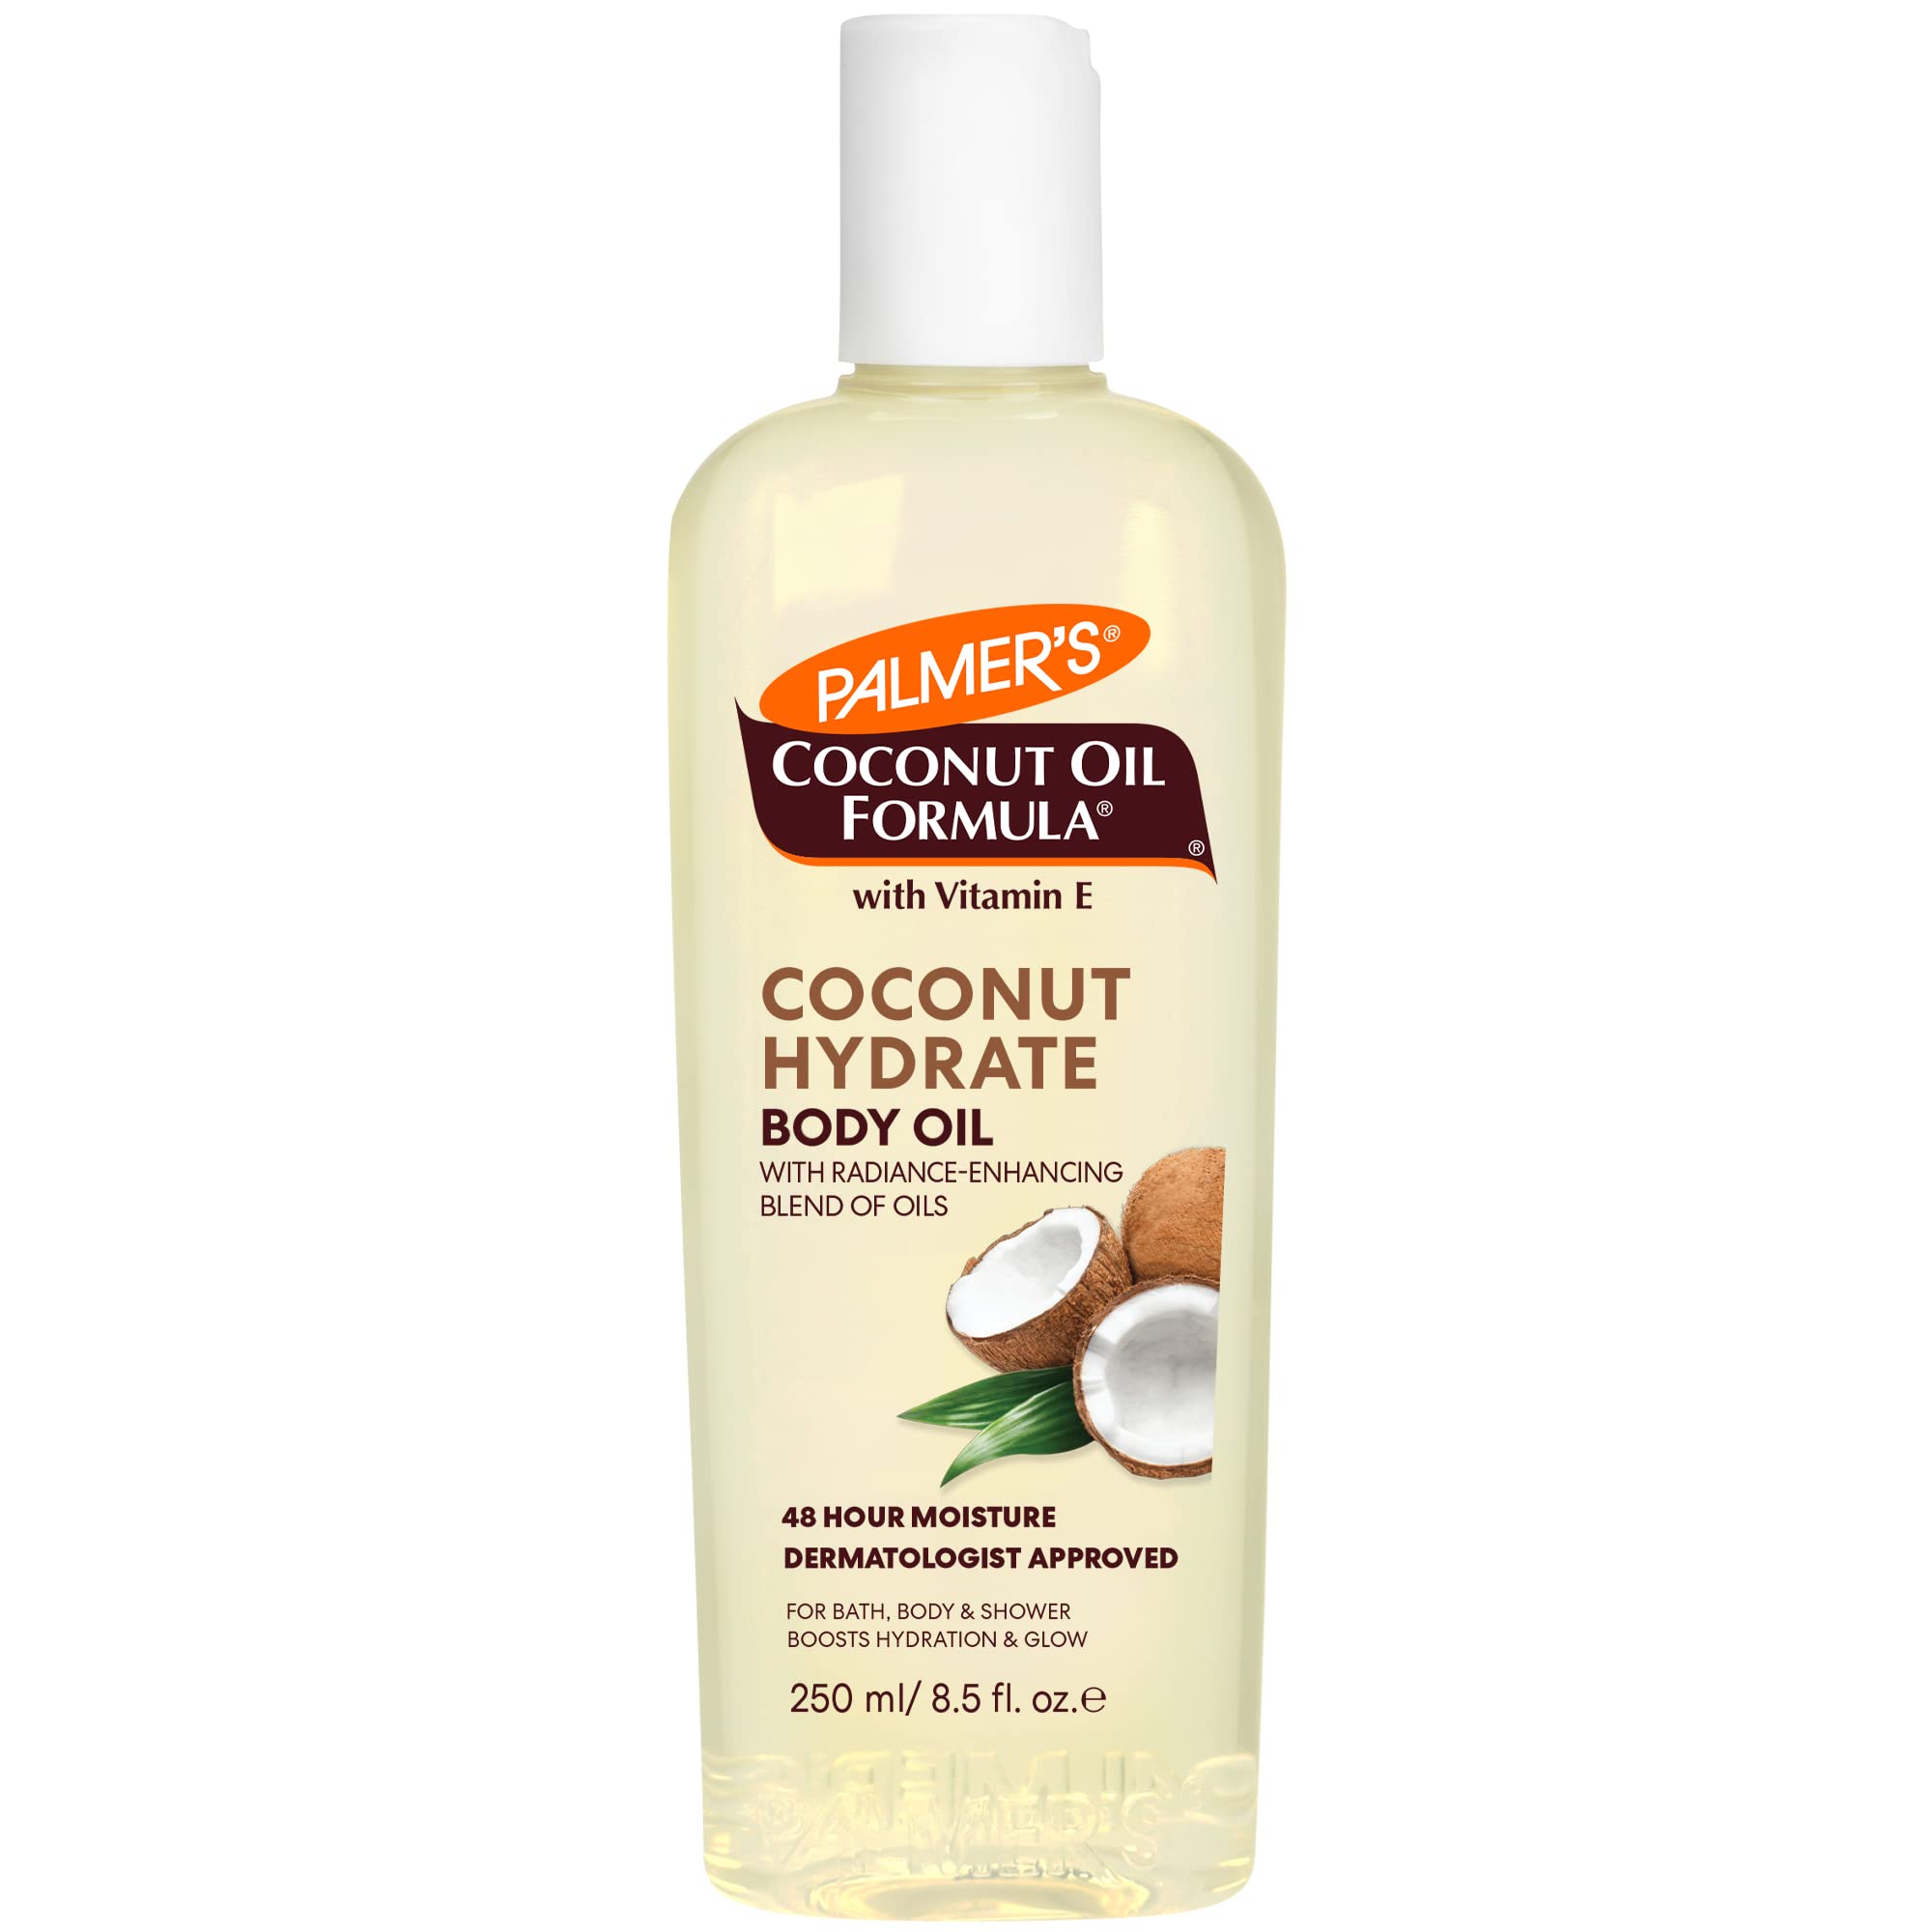 PALMER'S®
COCONUT OIL
FORMULA®
®
with Vitamin E
COCONUT
HYDRATE
BODY OIL
WITH RADIANCE-ENHANCING
BLEND OF OILS
48 HOUR MOISTURE
DERMATOLOGIST APPROVED
FOR BATH, BODY & SHOWER
BOOSTS HYDRATION & GLOW
250 ml/ 8.5 fl. oz.℮
PALMER'S